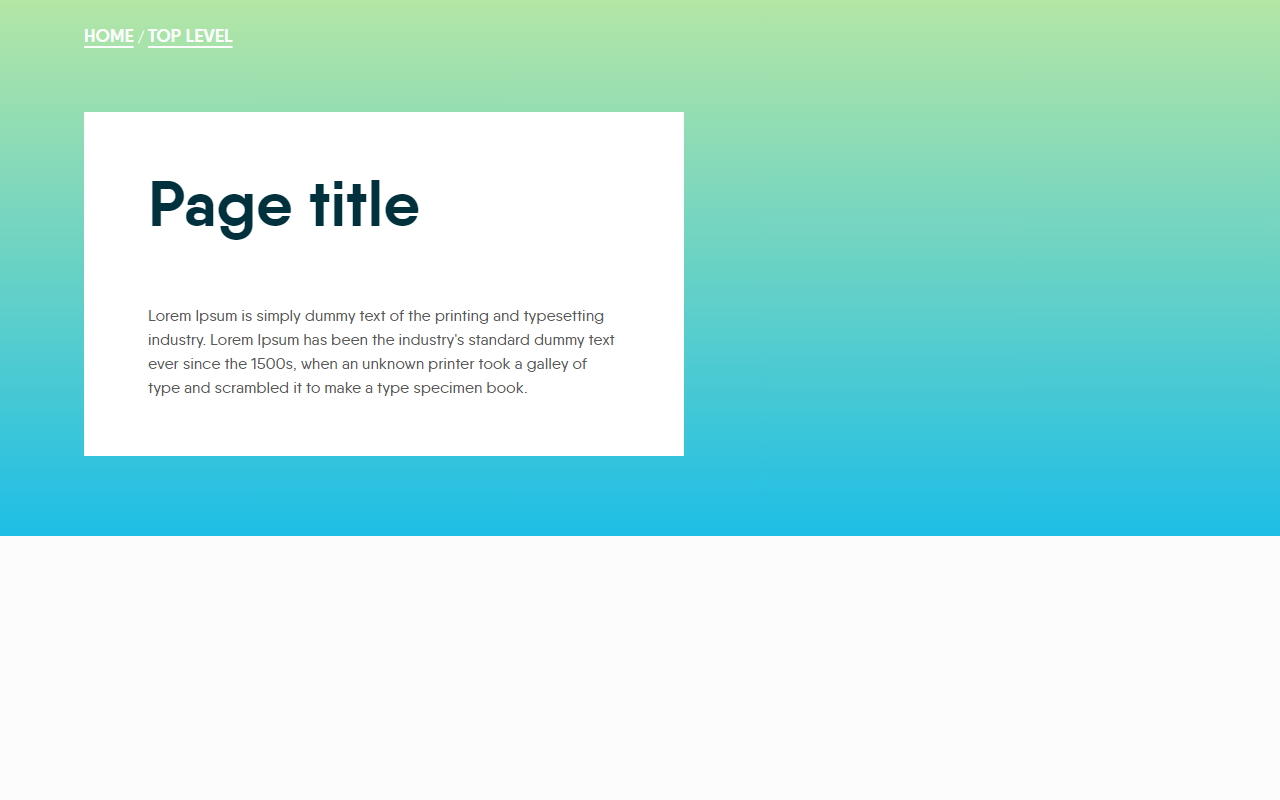 HOME / TOP LEVEL
Page title
Lorem Ipsum is simply dummy text of the printing and typesetting
industry. Lorem Ipsum has been the industry's standard dummy text
ever since the 1500s, when an unknown printer took a galley of
type and scrambled it to make a type specimen book.